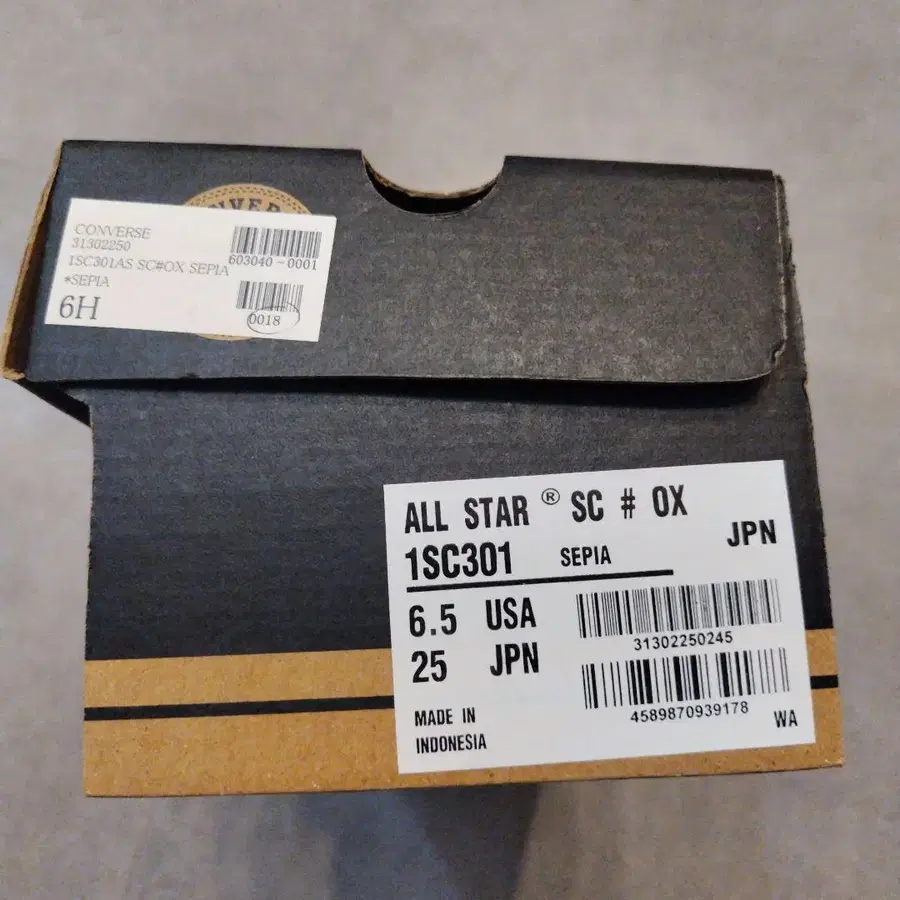 CONVERSE
31302250
1SC301AS SC#OX SEPIA
*SEPIA
6H
603040-0001
0018
ALL STAR ® SC # OX
1SC301 SEPIA
JPN
6.5 USA
25 JPN
31302250245
4589870939178
MADE IN
INDONESIA
WA